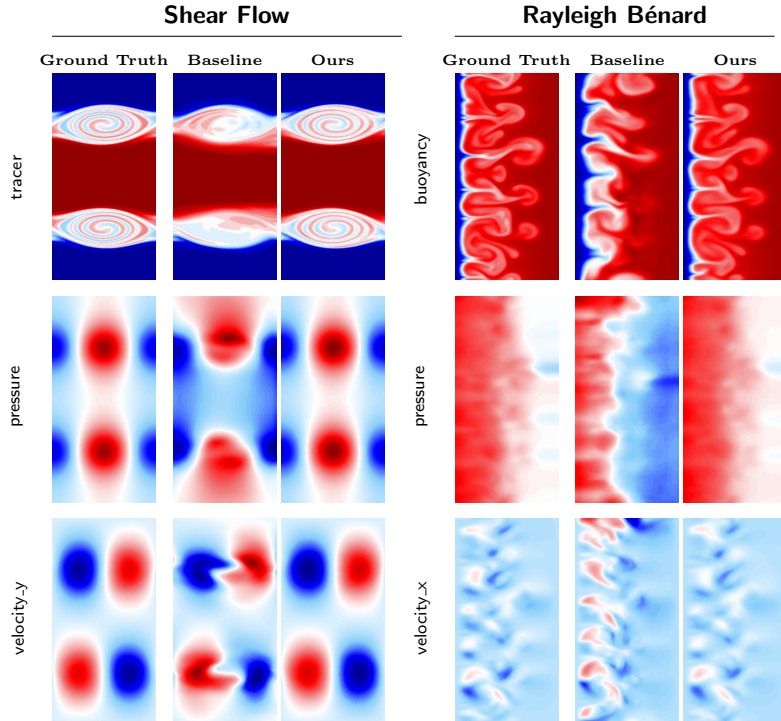 Shear Flow
Rayleigh Bénard
Ground Truth Baseline Ours
Ground Truth Baseline Ours
tracer
buoyancy
pressure
pressure
velocity_y
velocity_x